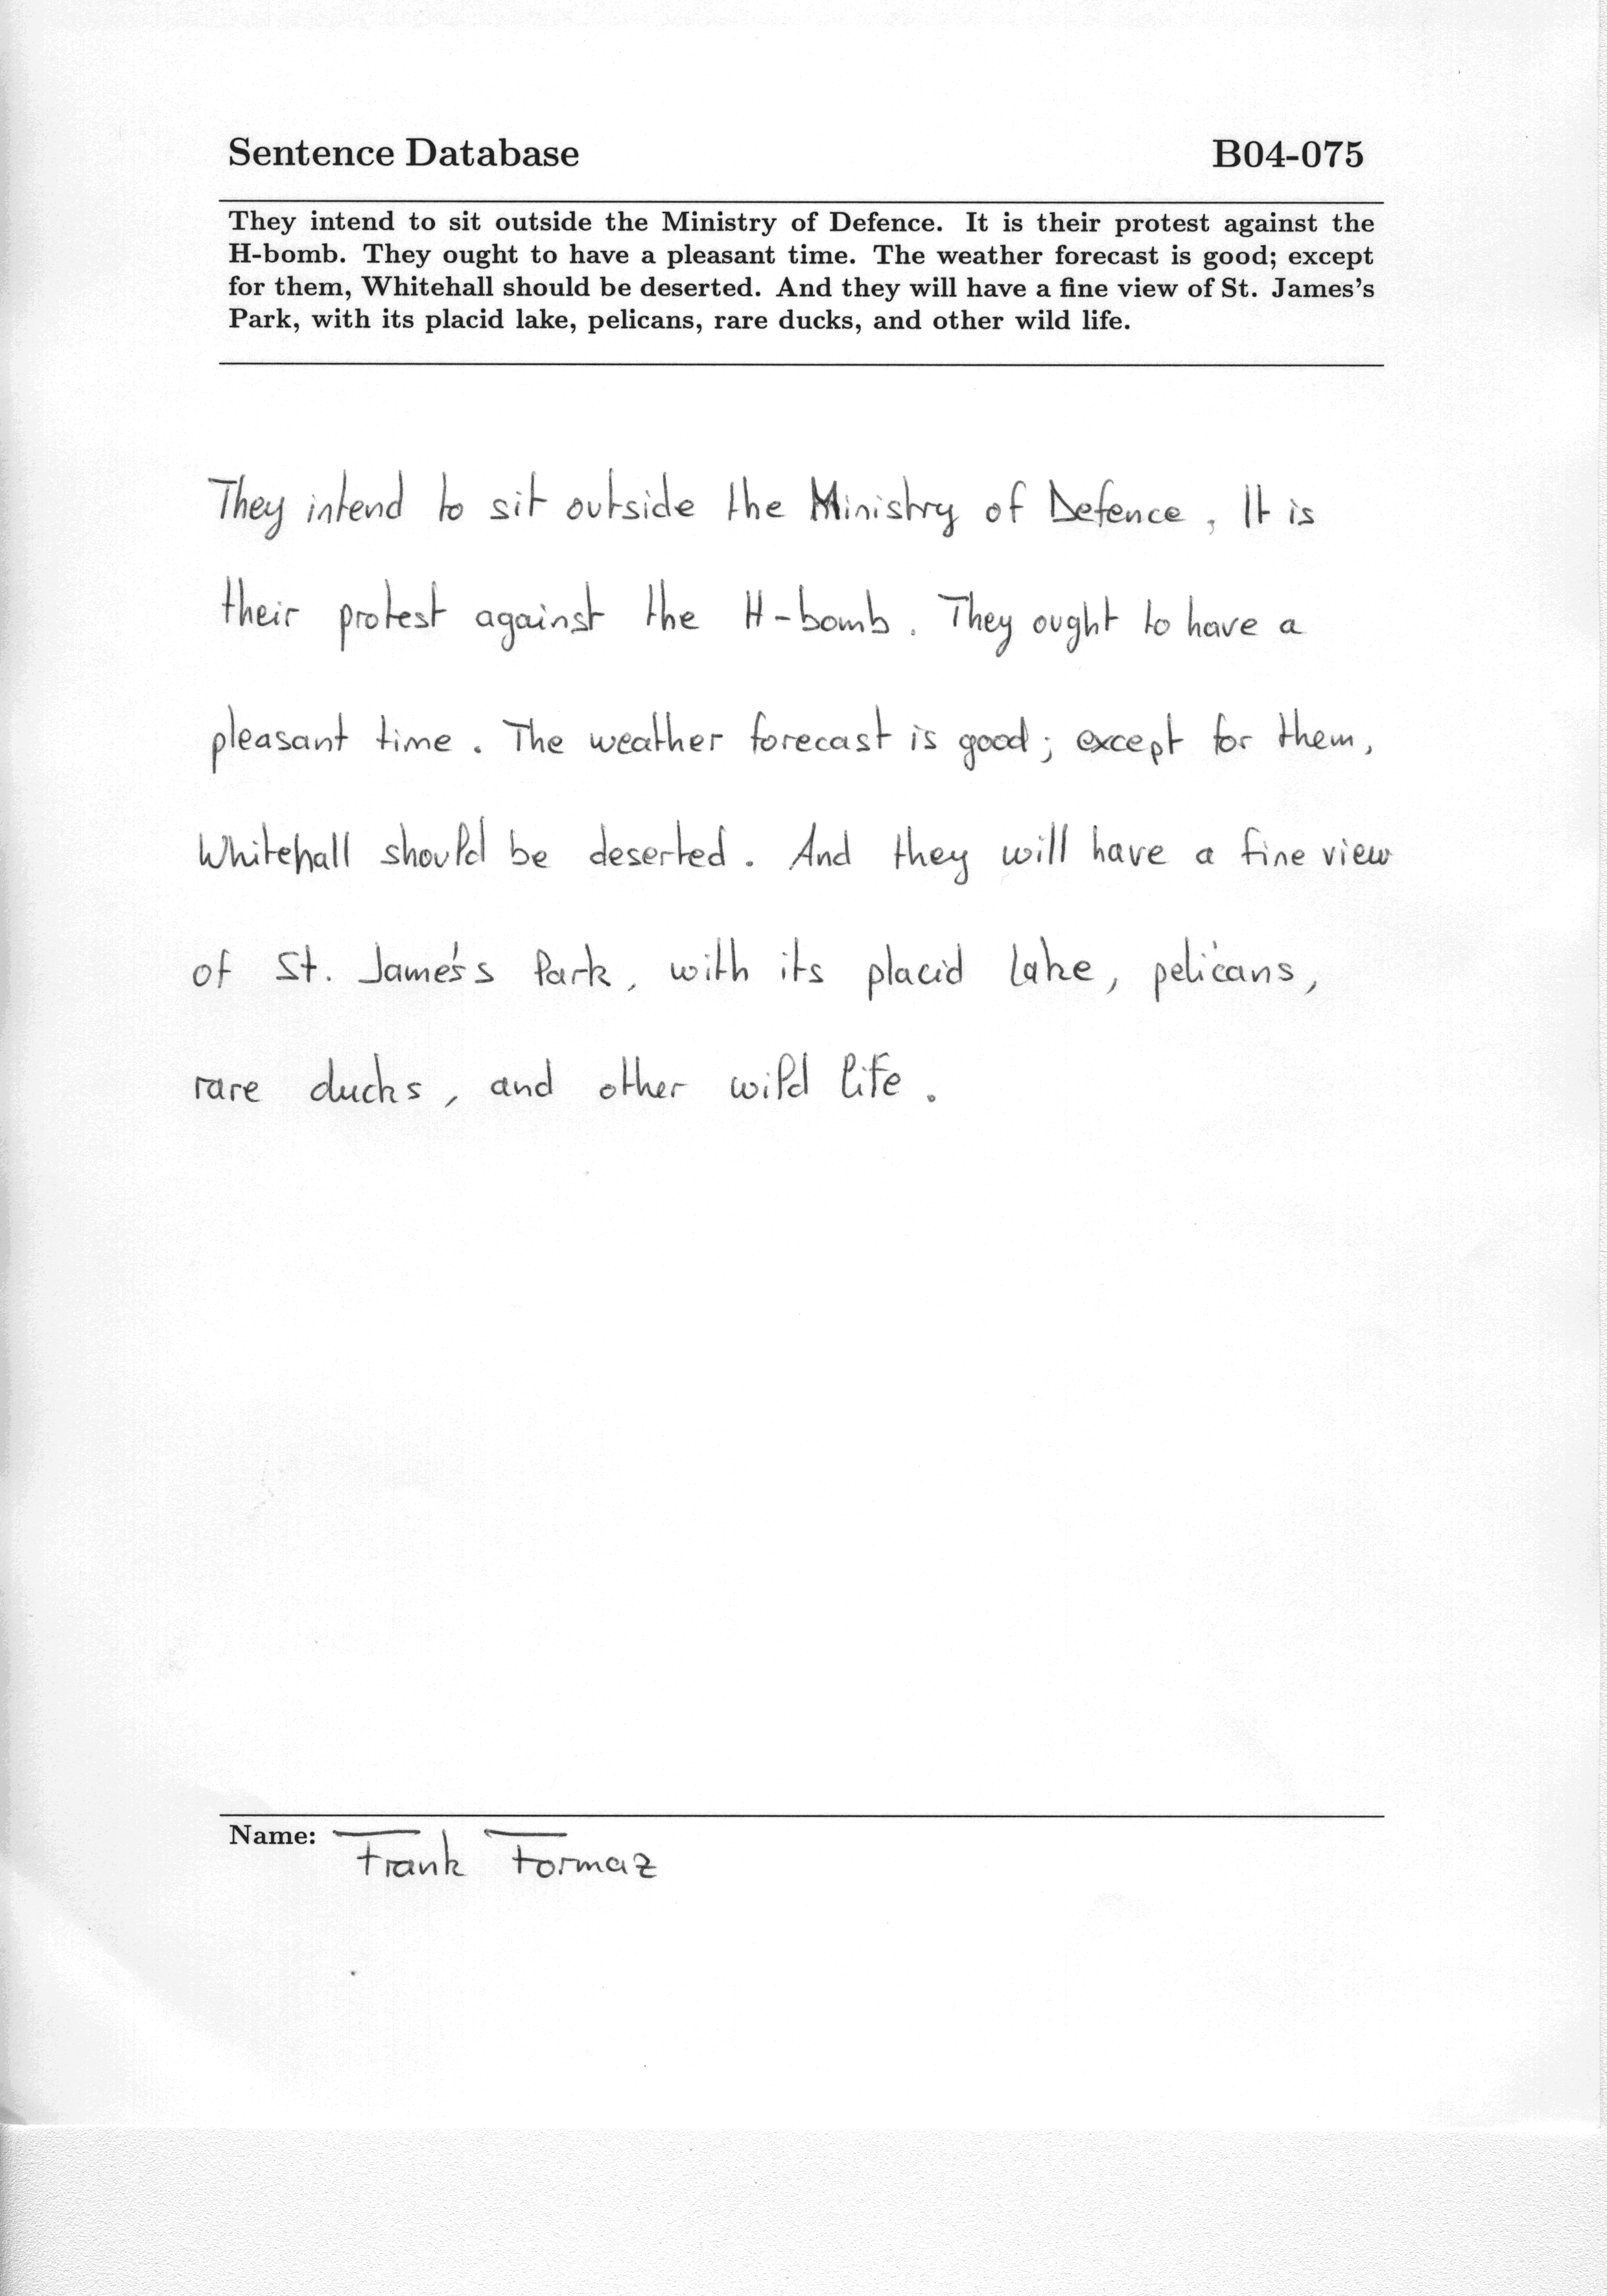 Sentence Database B04-075
They intend to sit outside the Ministry of Defence. It is their protest against the
H-bomb. They ought to have a pleasant time. The weather forecast is good; except
for them, Whitehall should be deserted. And they will have a fine view of St. James's
Park, with its placid lake, pelicans, rare ducks, and other wild life.
They intend to sit outside the Ministry of Defence, It is
their protest against the H-bomb. They ought to have a
pleasant time. The weather forecast is good; except for them,
Whitehall should be deserted. And they will have a fine view
of St. James's Park, with its placid lake, pelicans,
rare ducks, and other wild life.
Name: Frank Formaz